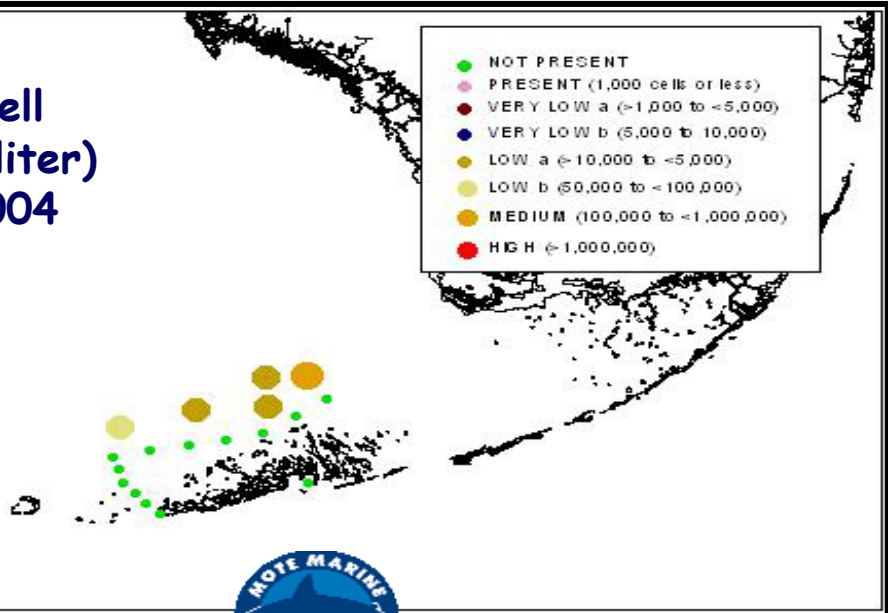 ell
liter)
004
NOT PRESENT
PRESENT (1,000 cells or less)
VERY LOW a (>1,000 to <5,000)
VERY LOW b (5,000 to 10,000)
LOW a (>10,000 to <5,000)
LOW b (50,000 to <100,000)
MEDIUM (100,000 to <1,000,000)
HIGH (>1,000,000)
MOTE MARINE